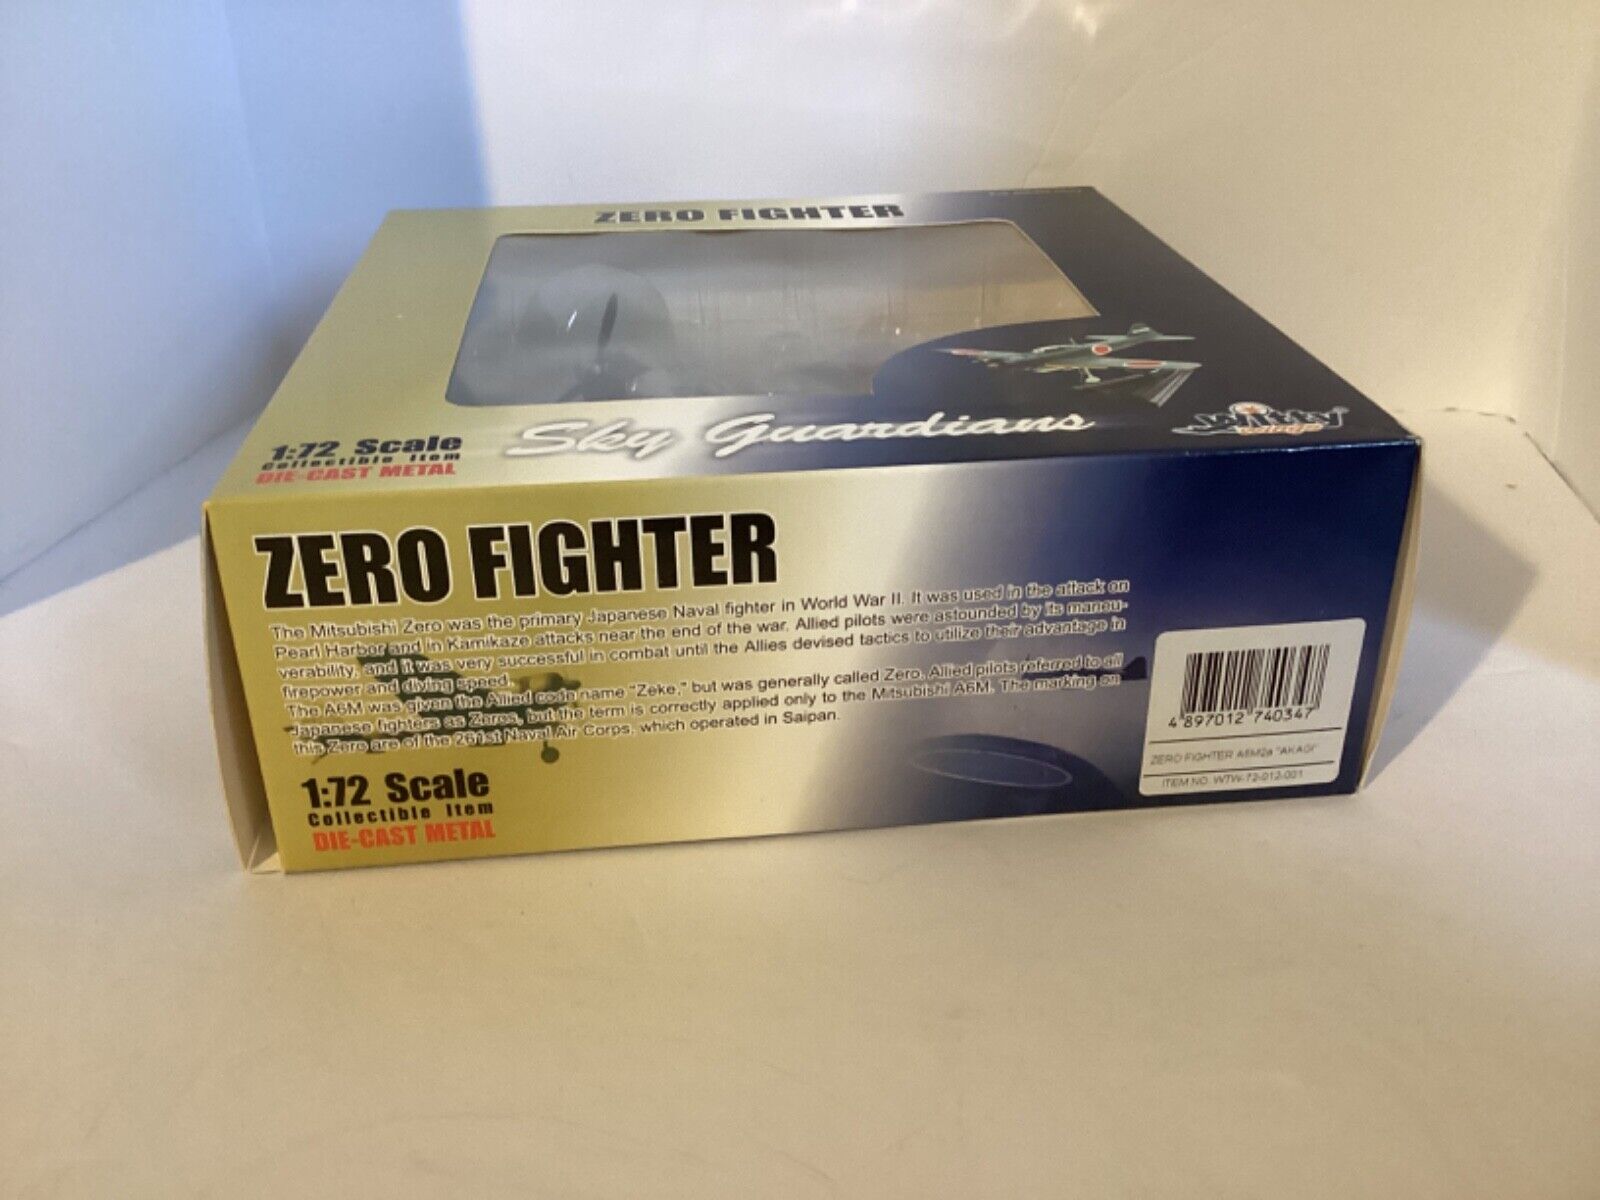 ZERO FIGHTER
Sky Guardians
Witty
wings
1:72 Scale
Collectible Item
DIE-CAST METAL
ZERO FIGHTER
The Mitsubishi Zero was the primary Japanese Naval fighter in World War II. It was used in the attack on
Pearl Harbor and in Kamikaze attacks near the end of the war. Allied pilots were astounded by its maneu-
verability, and it was very successful in combat until the Allies devised tactics to utilize their advantage in
firepower and diving speed.
The A6M was given the Allied code name "Zeke," but was generally called Zero. Allied pilots referred to all
Japanese fighters as Zeros, but the term is correctly applied only to the Mitsubishi A6M. The marking on
this Zero are of the 261st Naval Air Corps, which operated in Saipan.
1:72 Scale
Collectible Item
DIE-CAST METAL
4 897012 740347
ZERO FIGHTER A6M2a "AKAGI"
ITEM NO. WTW-72-012-001